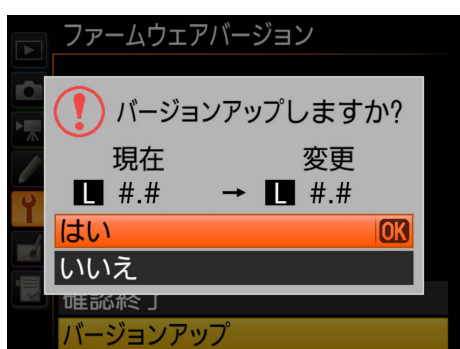 ファームウェアバージョン
バージョンアップしますか?
現在 変更
L #.# → L #.#
はい OK
いいえ
確認終了
バージョンアップ